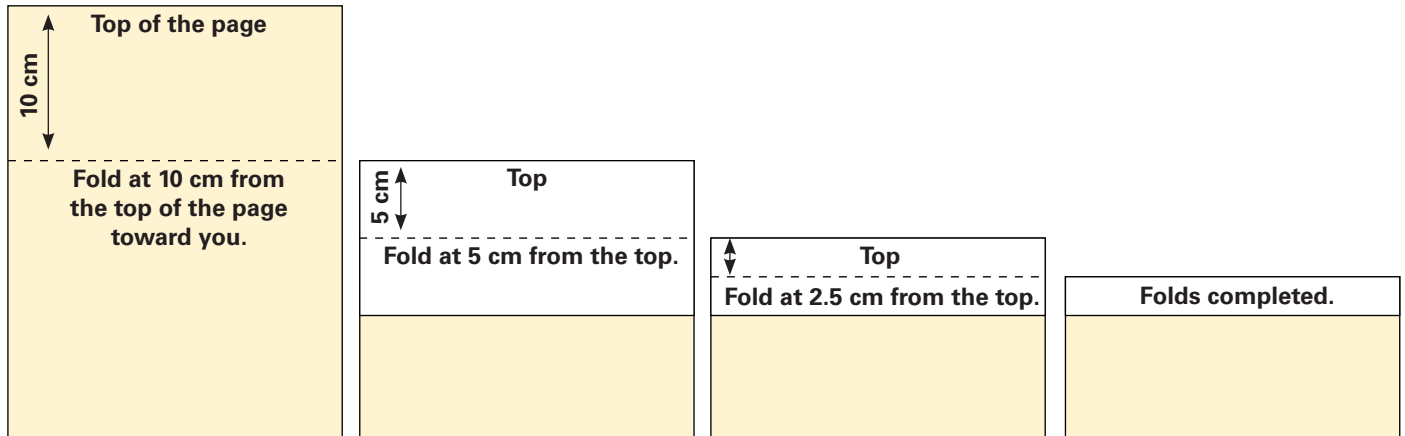 Top of the page
10 cm
Fold at 10 cm from
the top of the page
toward you.
Top
5 cm
Fold at 5 cm from the top.
Top
Fold at 2.5 cm from the top.
Folds completed.